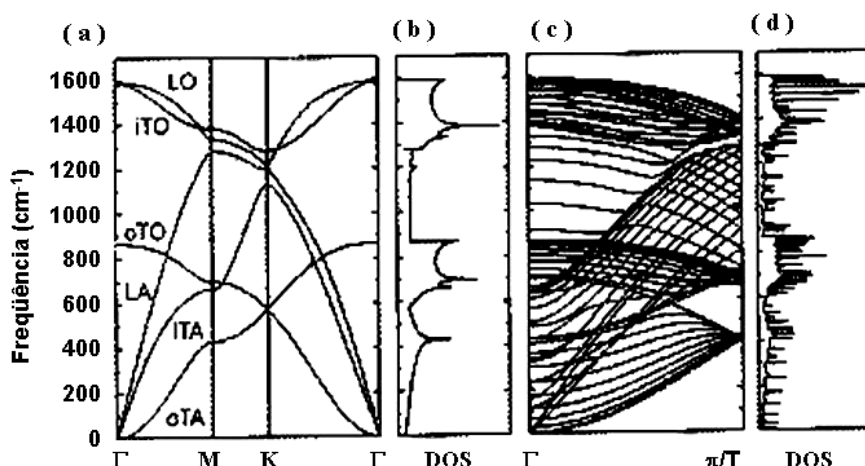 ( a )
( b )
( c )
( d )
Freqüência (cm-1)
1600
1400
1200
1000
800
600
400
200
0
LO
iTO
oTO
LA
ITA
oTA
Γ
M
K
Γ
DOS
Γ
π/T
DOS